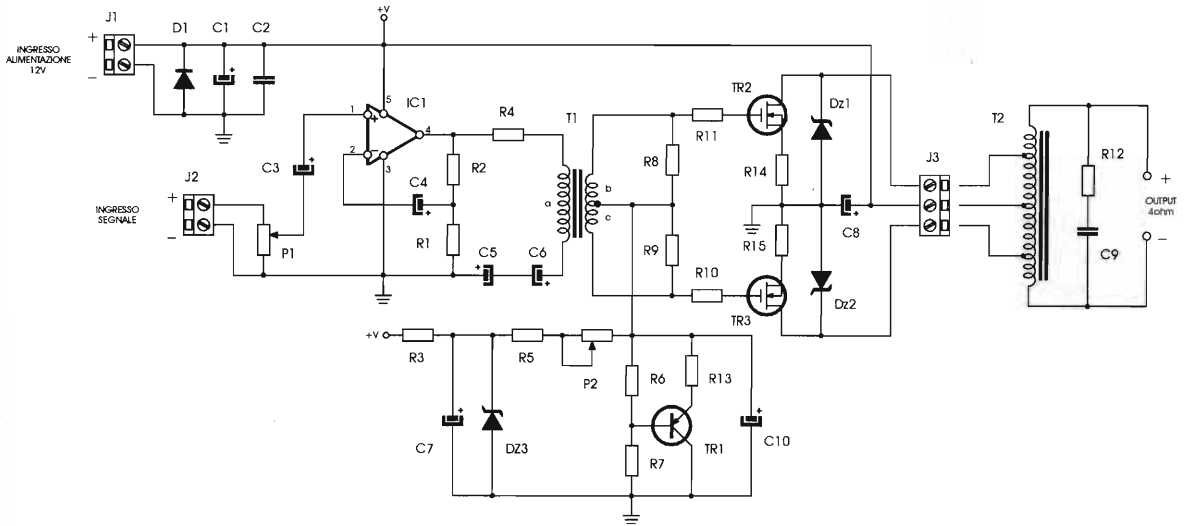 J1
+
INGRESSO
ALIMENTAZIONE
12V
−
D1
C1
+
C2
+V
5
IC1
1
+
2
−
4
3
C3
+
J2
+
INGRESSO
SEGNALE
−
P1
R4
R2
C4
+
R1
C5
+
C6
+
T1
a
b
c
R8
R9
R11
R10
TR2
TR3
R14
R15
Dz1
Dz2
C8
+
J3
T2
R12
C9
+
OUTPUT
4ohm
−
+V
R3
R5
P2
C7
+
DZ3
R6
R7
R13
TR1
C10
+